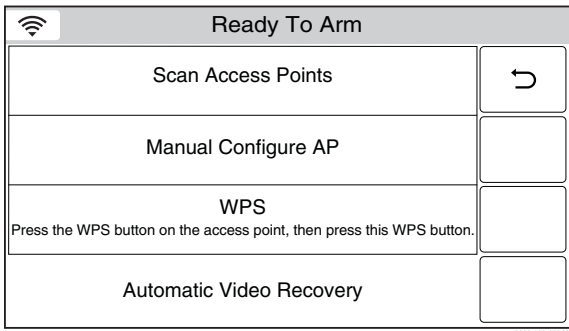 Ready To Arm
Scan Access Points
Manual Configure AP
WPS
Press the WPS button on the access point, then press this WPS button.
Automatic Video Recovery